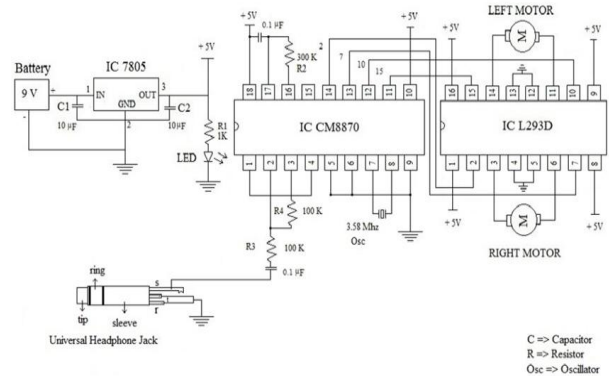 LEFT MOTOR
+5V
0.1 µF
+5V
+5V
M
+5V
+5V
2
7
10
15
300 K
R2
IC 7805
Battery
9 V
+
-
1
IN
OUT
3
GND
2
C1
10 µF
C2
10 µF
R1
1K
LED
18
17
16
15
14
13
12
11
10
IC CM8870
1
2
3
4
5
6
7
8
9
16
15
14
13
12
11
10
9
IC L293D
1
2
3
4
5
6
7
8
R4
100 K
R3
100 K
0.1 µF
3.58 Mhz
Osc
+5V
M
+5V
RIGHT MOTOR
ring
s
r
tip
sleeve
Universal Headphone Jack
C => Capacitor
R => Resistor
Osc => Oscillator